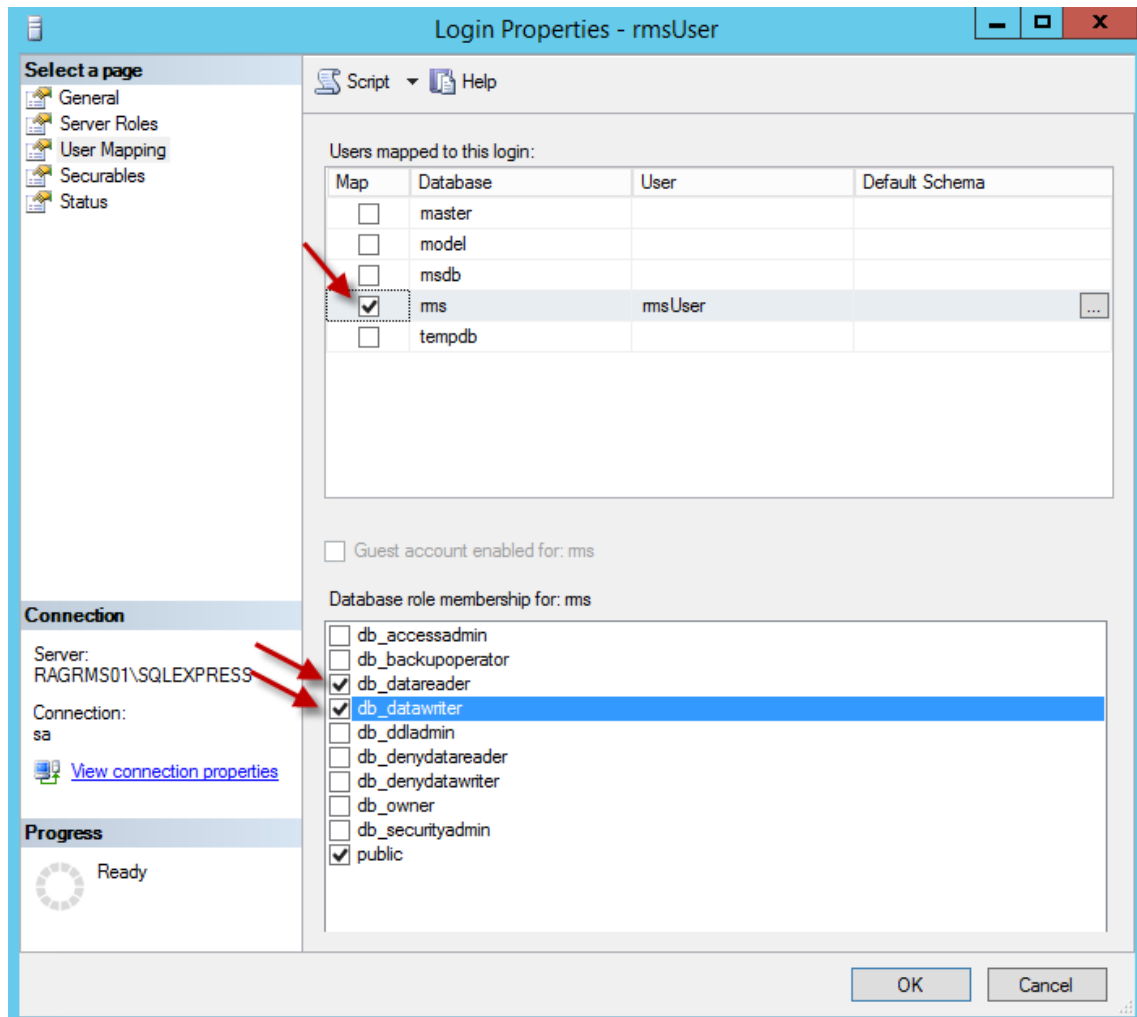 Login Properties - rmsUser
Select a page
General
Server Roles
User Mapping
Securables
Status
Script
Help
Users mapped to this login:
Map Database User Default Schema
master
model
msdb
rms rmsUser ...
tempdb
Guest account enabled for: rms
Database role membership for: rms
db_accessadmin
db_backupoperator
db_datareader
db_datawriter
db_ddladmin
db_denydatareader
db_denydatawriter
db_owner
db_securityadmin
public
Connection
Server:
RAGRMS01\SQLEXPRESS
Connection:
sa
View connection properties
Progress
Ready
OK Cancel